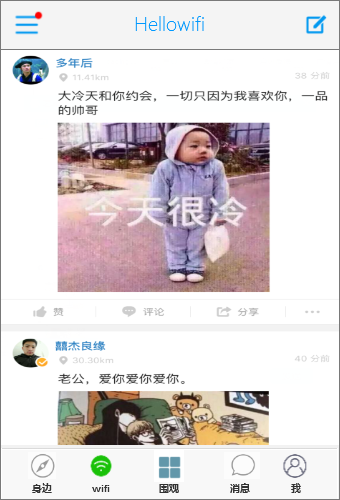 Hellowifi
多年后
11.41km
38 分前
大冷天和你约会，一切只因为我喜欢你，一品
的帅哥
今天很冷
赞
评论
分享
囍杰良缘
30.30km
40 分前
老公，爱你爱你爱你。
身边
wifi
围观
消息
我